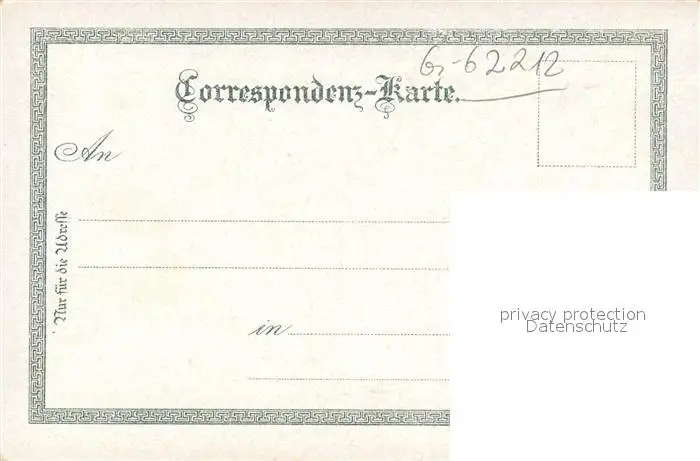 G-62212
Correspondenz-Karte.
An
Nur für die Adresse
in
privacy protection
Datenschutz